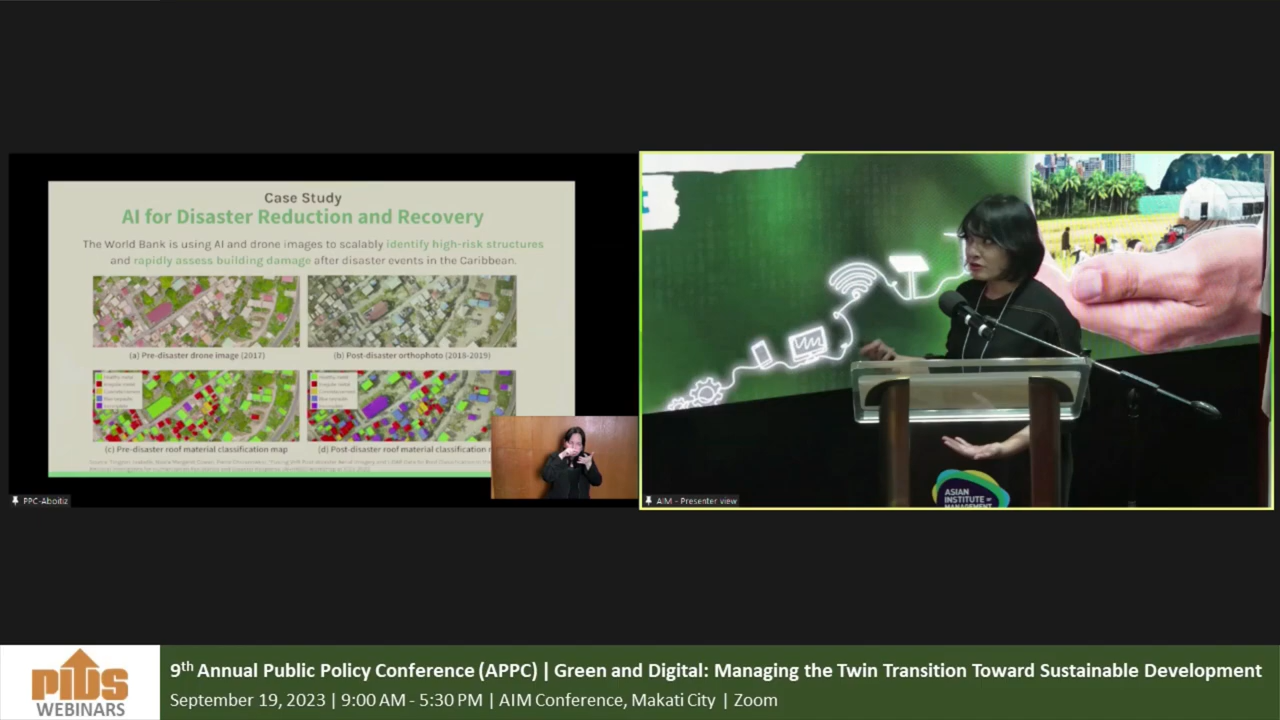 Case Study
AI for Disaster Reduction and Recovery
The World Bank is using AI and drone images to scalably identify high-risk structures
and rapidly assess building damage after disaster events in the Caribbean.
(a) Pre-disaster drone image (2017)
(b) Post-disaster orthophoto (2018-2019)
(c) Pre-disaster roof material classification map
(d) Post-disaster roof material classification
PPC-Aboitiz
AIM - Presenter view
ASIAN
INSTITUTE OF
MANAGEMENT
PIDS
WEBINARS
9th Annual Public Policy Conference (APPC) | Green and Digital: Managing the Twin Transition Toward Sustainable Development
September 19, 2023 | 9:00 AM - 5:30 PM | AIM Conference, Makati City | Zoom